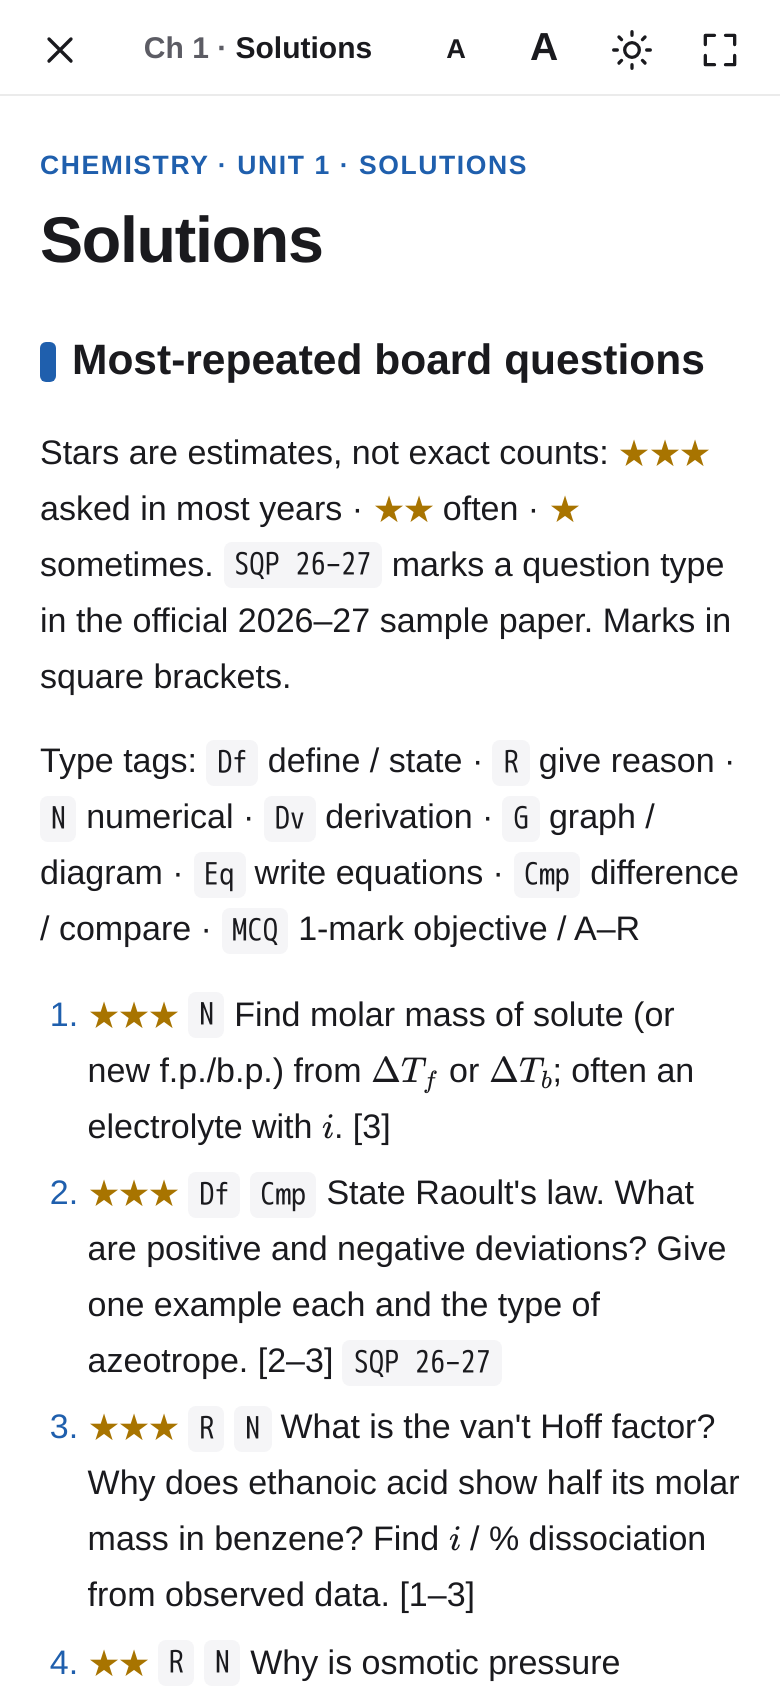 Ch 1 · Solutions A A
CHEMISTRY · UNIT 1 · SOLUTIONS
Solutions
Most-repeated board questions
Stars are estimates, not exact counts: ★★★
asked in most years · ★★ often · ★
sometimes. SQP 26–27 marks a question type
in the official 2026–27 sample paper. Marks in
square brackets.
Type tags: Df define / state · R give reason ·
N numerical · Dv derivation · G graph /
diagram · Eq write equations · Cmp difference
/ compare · MCQ 1-mark objective / A–R
1. ★★★ N Find molar mass of solute (or
new f.p./b.p.) from ΔT_f or ΔT_b; often an
electrolyte with i. [3]
2. ★★★ Df Cmp State Raoult's law. What
are positive and negative deviations? Give
one example each and the type of
azeotrope. [2–3] SQP 26–27
3. ★★★ R N What is the van't Hoff factor?
Why does ethanoic acid show half its molar
mass in benzene? Find i / % dissociation
from observed data. [1–3]
4. ★★ R N Why is osmotic pressure